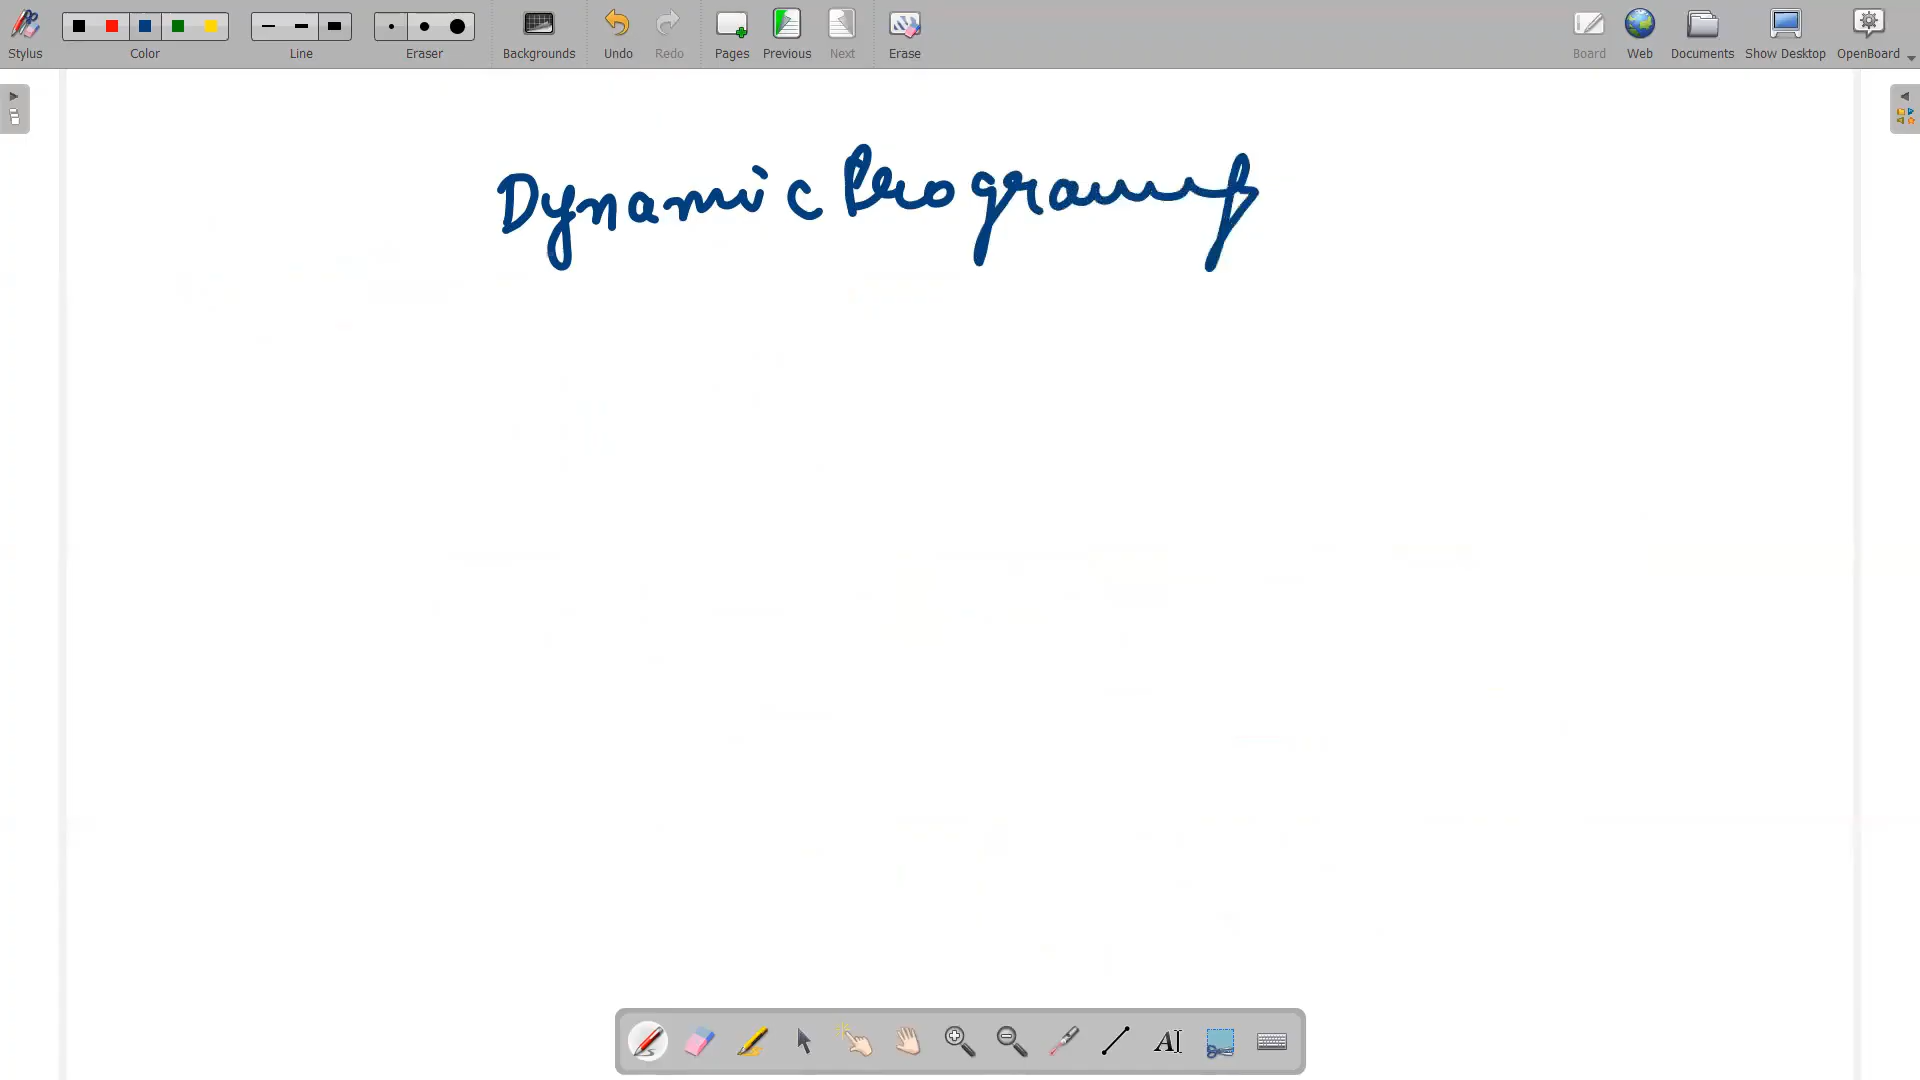 Stylus Color Line Eraser Backgrounds Undo Redo Pages Previous Next Erase Board Web Documents Show Desktop OpenBoard
Dynamic Programming